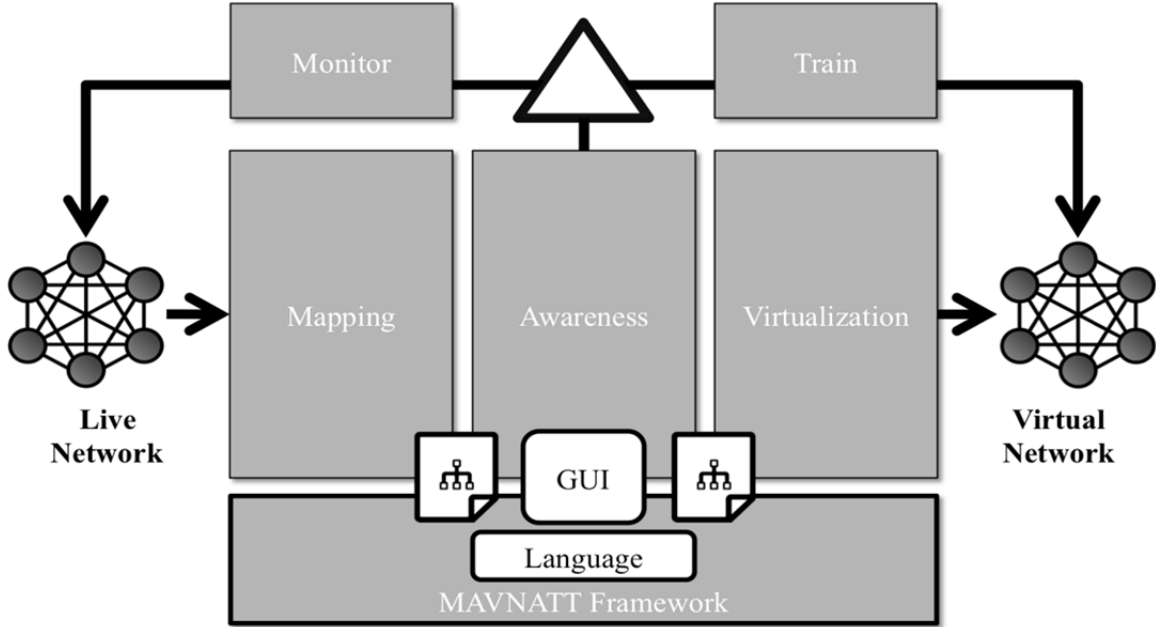 Monitor
Train
Mapping
Awareness
Virtualization
Live
Network
Virtual
Network
GUI
Language
MAVNATT Framework